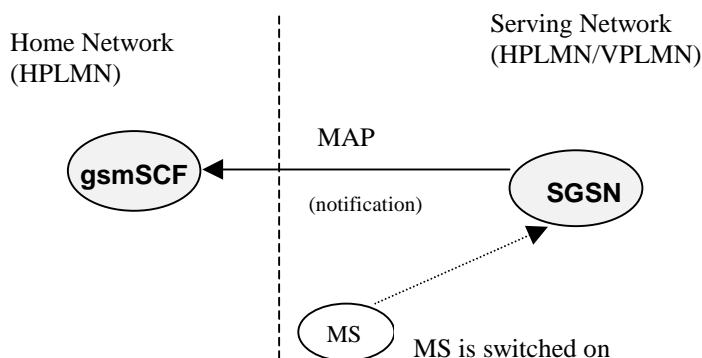 Home Network
(HPLMN)
Serving Network
(HPLMN/VPLMN)
MAP
gsmSCF
(notification)
SGSN
MS
MS is switched on